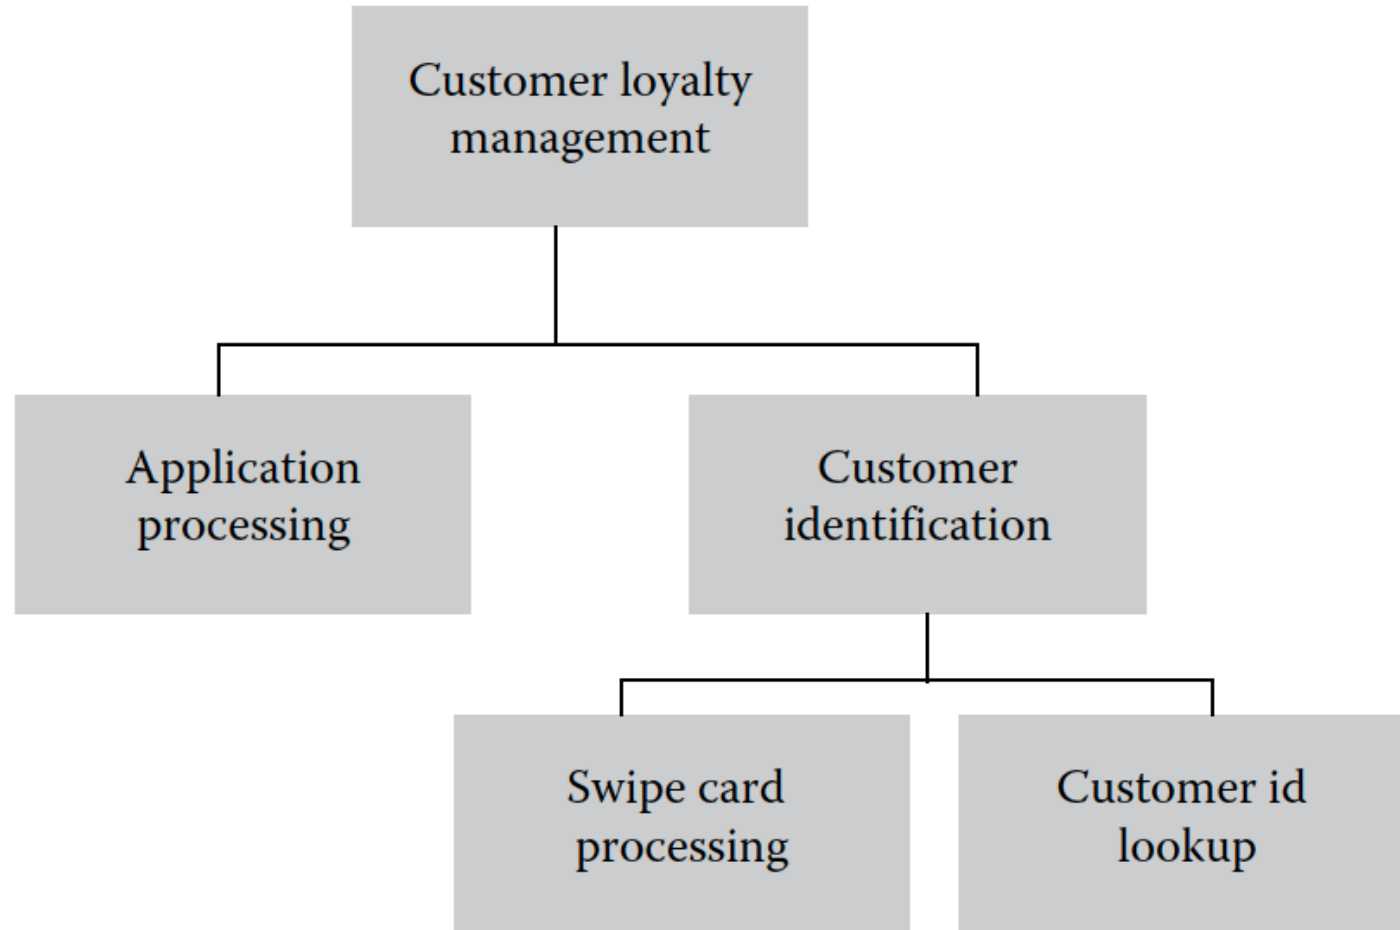 Customer loyalty
management
Application
processing
Customer
identification
Swipe card
processing
Customer id
lookup